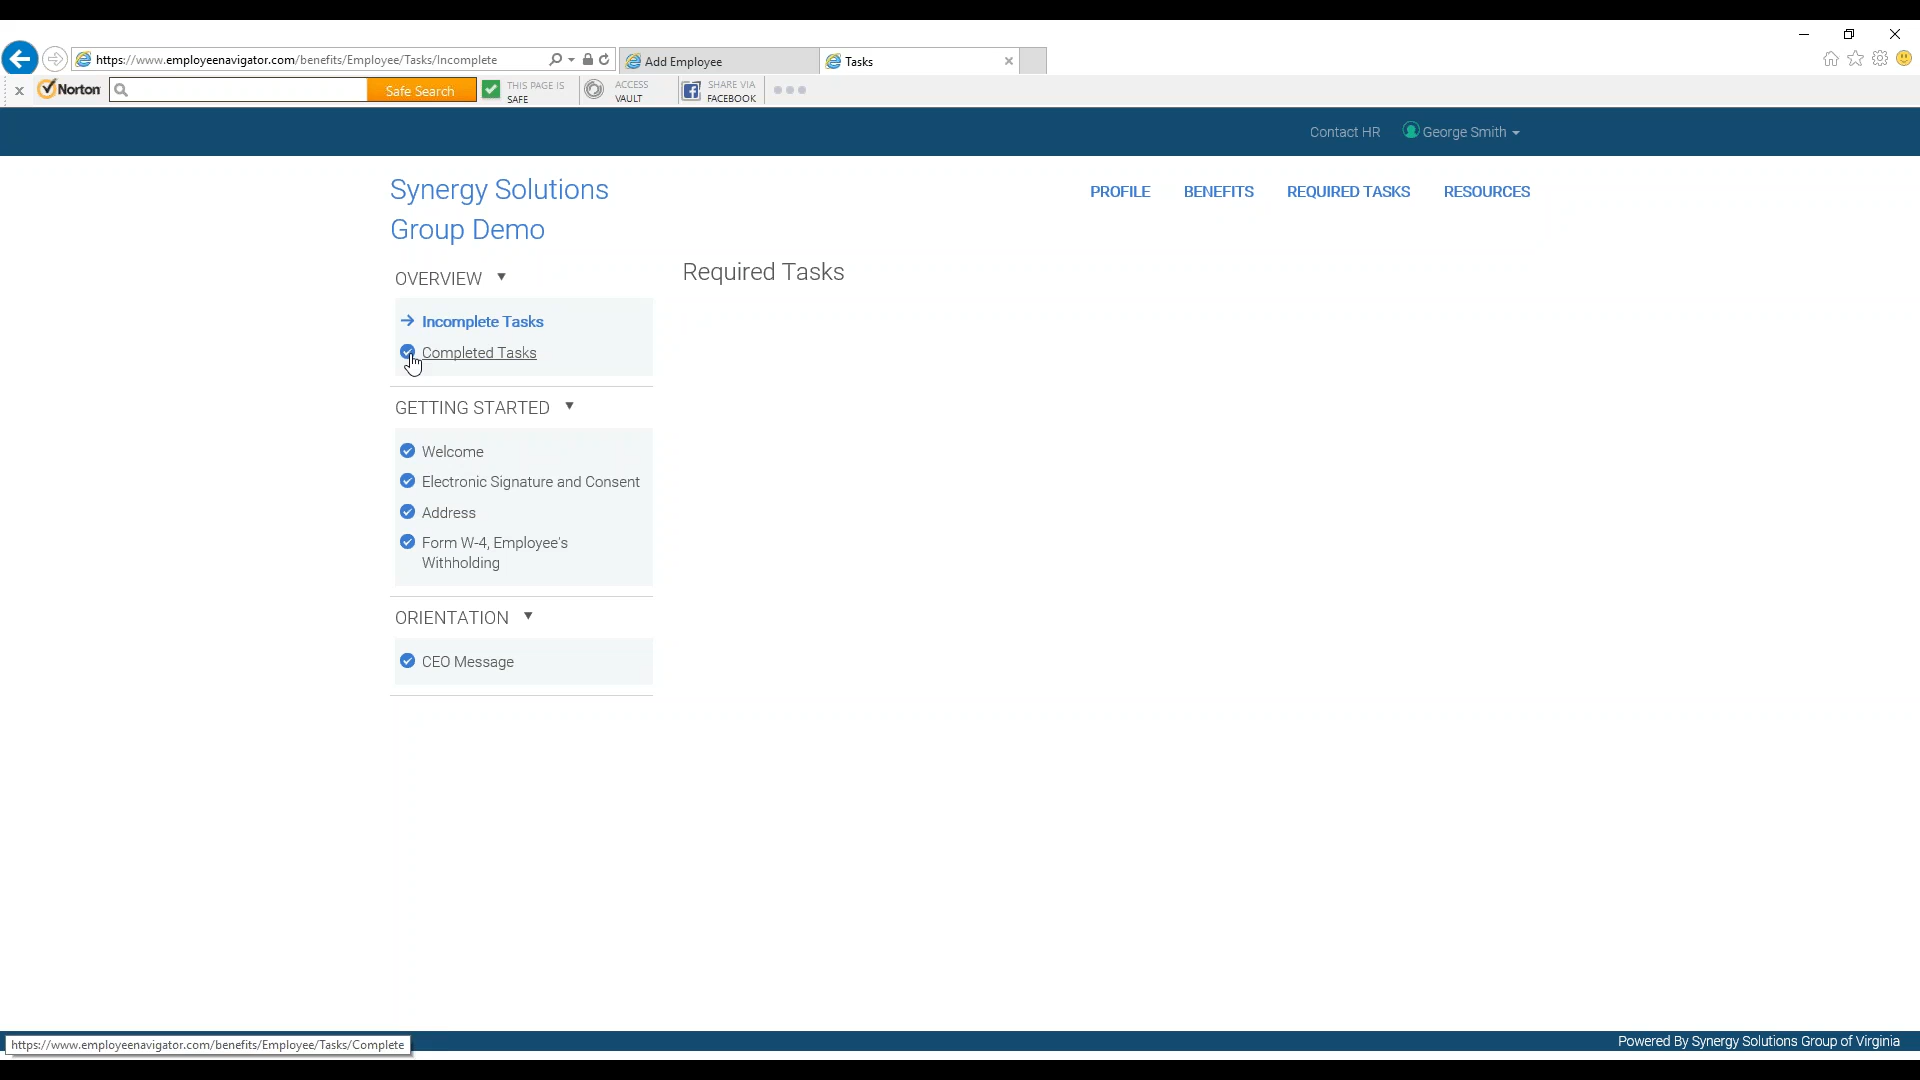 https://www.employeenavigator.com/benefits/Employee/Tasks/Incomplete
Add Employee
Tasks
Norton
Safe Search
THIS PAGE IS
SAFE
ACCESS
VAULT
SHARE VIA
FACEBOOK
Contact HR
George Smith
Synergy Solutions
Group Demo
PROFILE
BENEFITS
REQUIRED TASKS
RESOURCES
OVERVIEW
Required Tasks
Incomplete Tasks
Completed Tasks
GETTING STARTED
Welcome
Electronic Signature and Consent
Address
Form W-4, Employee's
Withholding
ORIENTATION
CEO Message
https://www.employeenavigator.com/benefits/Employee/Tasks/Complete
Powered By Synergy Solutions Group of Virginia